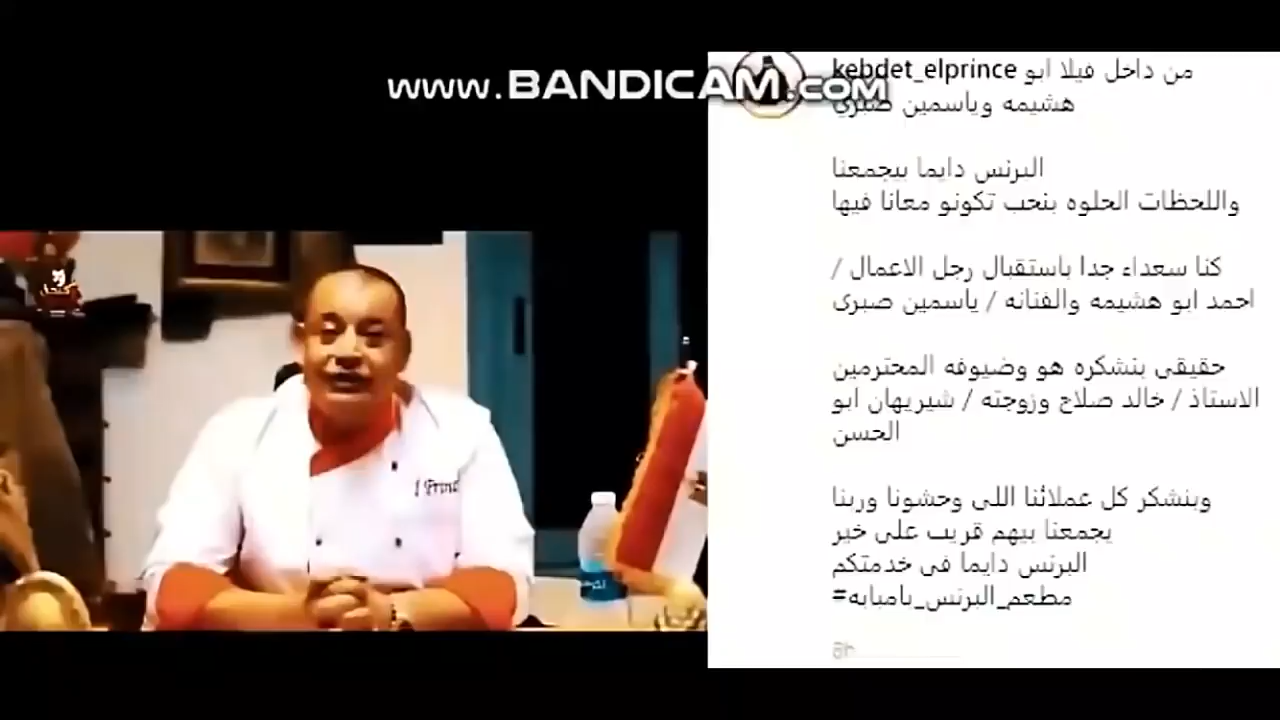 www.BANDICAM.COM
kebdet_elprince من داخل فيلا ابو
هشيمه وياسمين صبرى
البرنس دايما بيجمعنا
واللحظات الحلوه بنحب تكونو معانا فيها
كنا سعداء جدا باستقبال رجل الاعمال /
احمد ابو هشيمه والفنانه / ياسمين صبرى
حقيقى بنشكره هو وضيوفه المحترمين
الاستاذ / خالد صلاح وزوجته / شيريهان ابو
الحسن
وبنشكر كل عملائنا اللى وحشونا وربنا
يجمعنا بيهم قريب على خير
البرنس دايما فى خدمتكم
#مطعم_البرنس_بامبابه